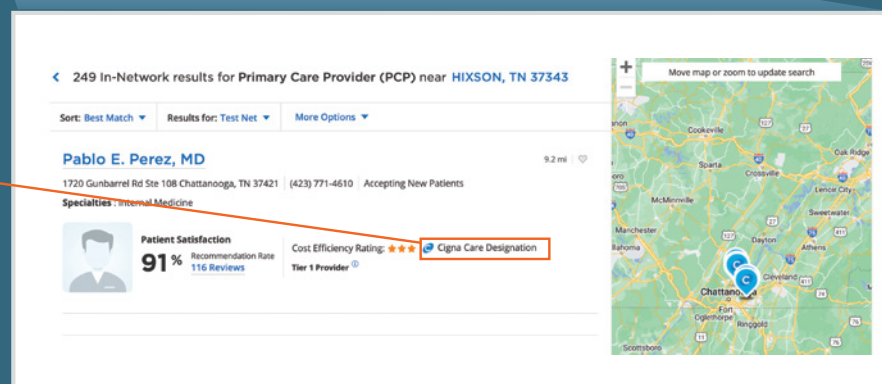 249 In-Network results for Primary Care Provider (PCP) near HIXSON, TN 37343
Sort: Best Match
Results for: Test Net
More Options
Pablo E. Perez, MD
9.2 mi
1720 Gunbarrel Rd Ste 108 Chattanooga, TN 37421
(423) 771-4610
Accepting New Patients
Specialties : Internal Medicine
Patient Satisfaction
91%
Recommendation Rate
116 Reviews
Cost Efficiency Rating:
Cigna Care Designation
Tier 1 Provider
+
Move map or zoom to update search
Cookeville
Oak Ridge
Sparta
Crossville
Lenoir City
McMinnville
Sweetwater
Manchester
Dayton
Athens
Cleveland
Fort
Oglethorpe
Ringgold
Scottsboro